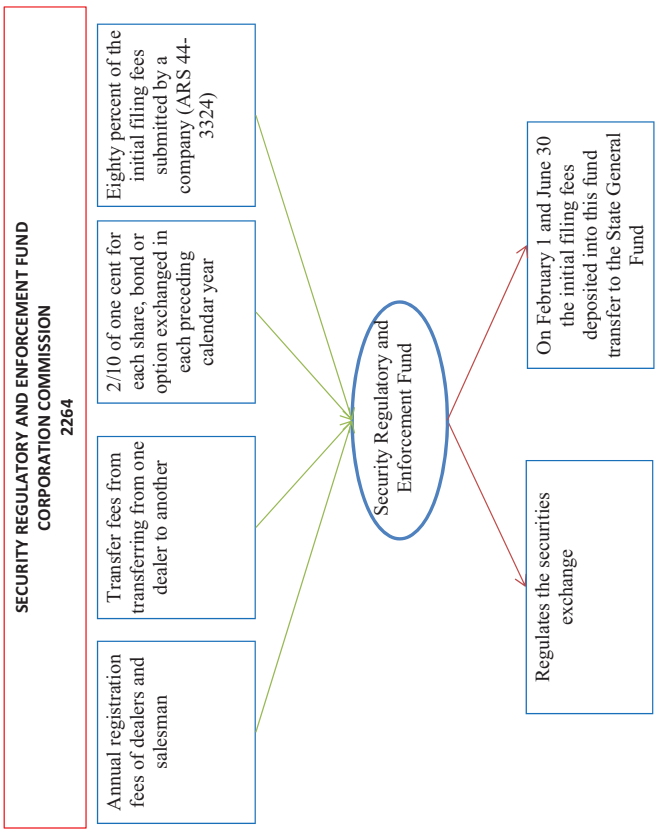 SECURITY REGULATORY AND ENFORCEMENT FUND
CORPORATION COMMISSION
2264
Annual registration
fees of dealers and
salesman
Transfer fees from
transferring from one
dealer to another
2/10 of one cent for
each share, bond or
option exchanged in
each preceding
calendar year
Eighty percent of the
initial filing fees
submitted by a
company (ARS 44-
3324)
Security Regulatory and
Enforcement Fund
Regulates the securities
exchange
On February 1 and June 30
the initial filing fees
deposited into this fund
transfer to the State General
Fund